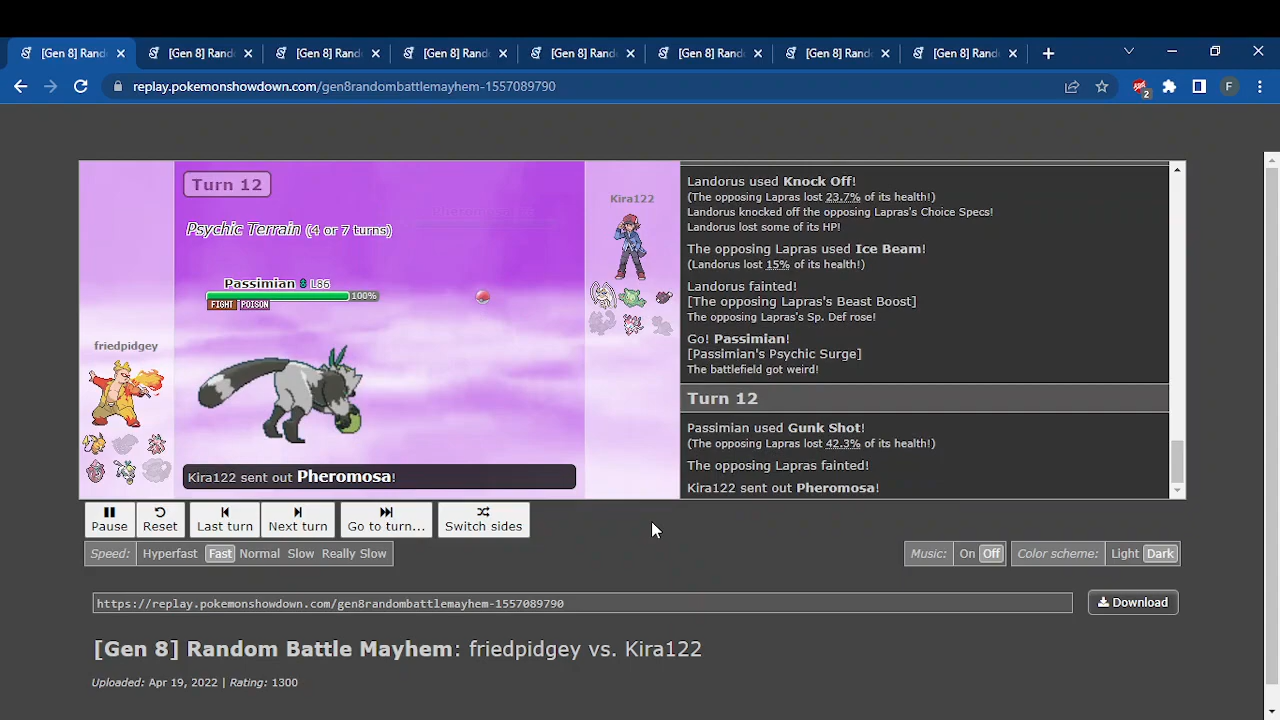 [Gen 8] Rand
[Gen 8] Rand
[Gen 8] Rand
[Gen 8] Rand
[Gen 8] Rand
[Gen 8] Rand
[Gen 8] Rand
[Gen 8] Rand
replay.pokemonshowdown.com/gen8randombattlemayhem-1557089790
2
F
Turn 12
Psychic Terrain (4 or 7 turns)
Passimian L86
100%
FIGHT POISON
friedpidgey
Kira122
Kira122 sent out Pheromosa!
Landorus used Knock Off!
(The opposing Lapras lost 23.7% of its health!)
Landorus knocked off the opposing Lapras's Choice Specs!
Landorus lost some of its HP!
The opposing Lapras used Ice Beam!
(Landorus lost 15% of its health!)
Landorus fainted!
[The opposing Lapras's Beast Boost]
The opposing Lapras's Sp. Def rose!
Go! Passimian!
[Passimian's Psychic Surge]
The battlefield got weird!
Turn 12
Passimian used Gunk Shot!
(The opposing Lapras lost 42.3% of its health!)
The opposing Lapras fainted!
Kira122 sent out Pheromosa!
Pause Reset Last turn Next turn Go to turn... Switch sides
Speed: Hyperfast Fast Normal Slow Really Slow
Music: On Off Color scheme: Light Dark
https://replay.pokemonshowdown.com/gen8randombattlemayhem-1557089790
Download
[Gen 8] Random Battle Mayhem: friedpidgey vs. Kira122
Uploaded: Apr 19, 2022 | Rating: 1300